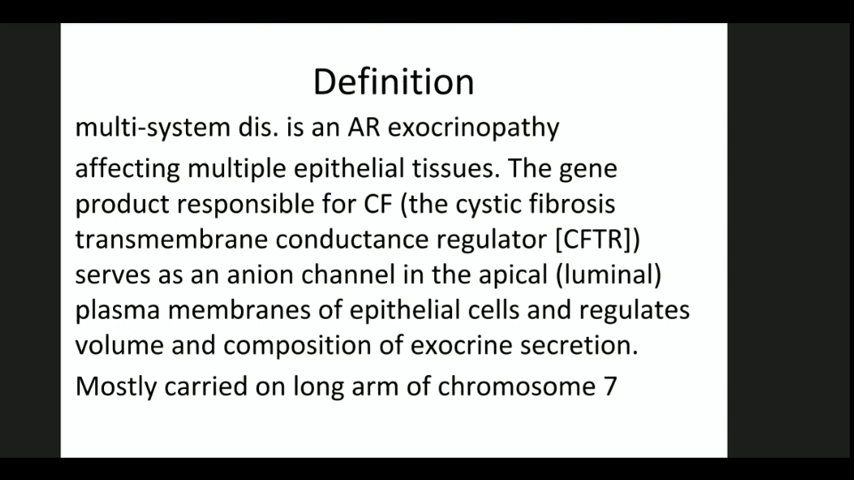 Definition
multi-system dis. is an AR exocrinopathy
affecting multiple epithelial tissues. The gene
product responsible for CF (the cystic fibrosis
transmembrane conductance regulator [CFTR])
serves as an anion channel in the apical (luminal)
plasma membranes of epithelial cells and regulates
volume and composition of exocrine secretion.
Mostly carried on long arm of chromosome 7